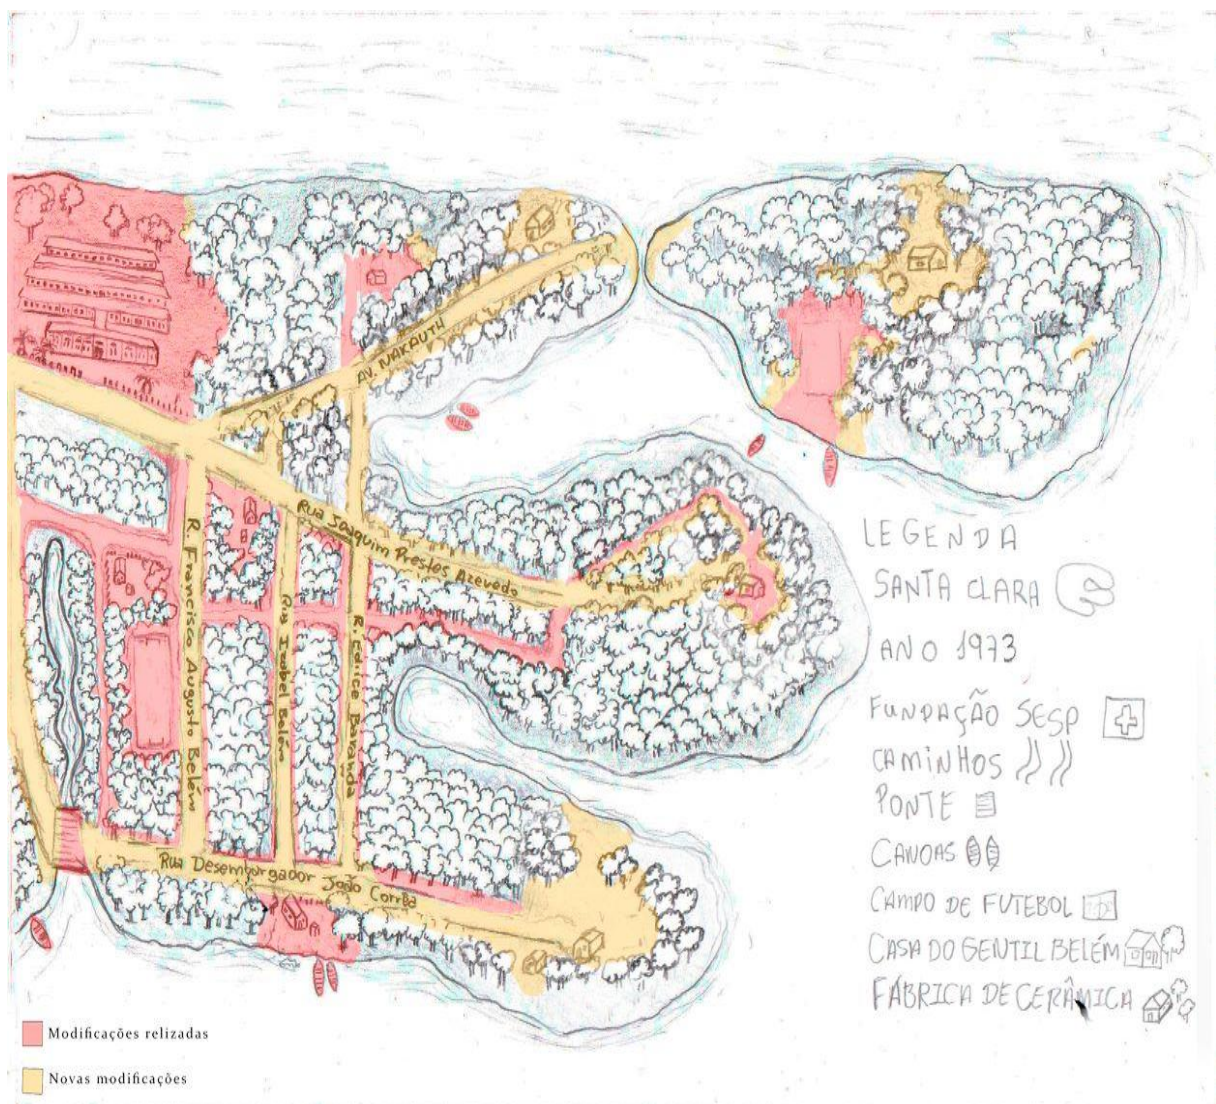 AV. NAKAUTH
Rua Joaquim Prestes Azevedo
R. Francisco Augusto Belém
Rua Izabel Belém
R. Edilce Baranda
Rua Desembargador João Corrêa
LEGENDA
SANTA CLARA
ANO 1973
FUNDAÇÃO SESP
CAMINHOS
PONTE
CANOAS
CAMPO DE FUTEBOL
CASA DO GENTIL BELÉM
FÁBRICA DE CERÂMICA
Modificações relizadas
Novas modificações